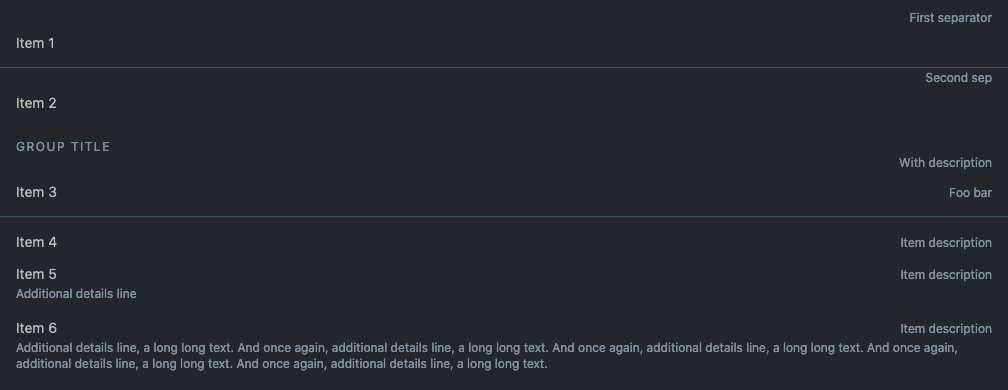 First separator
Item 1
Second sep
Item 2
GROUP TITLE
With description
Item 3 Foo bar
Item 4 Item description
Item 5 Item description
Additional details line
Item 6 Item description
Additional details line, a long long text. And once again, additional details line, a long long text. And once again, additional details line, a long long text. And once again,
additional details line, a long long text. And once again, additional details line, a long long text.